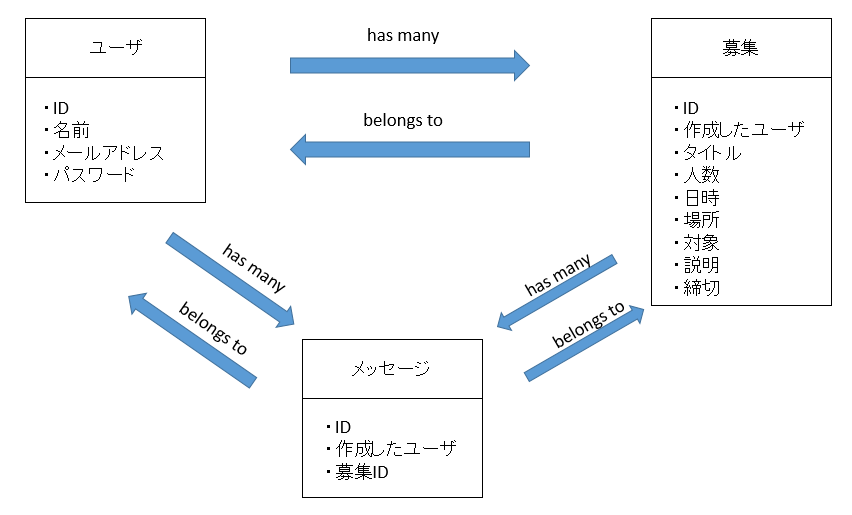 ユーザ
・ID
・名前
・メールアドレス
・パスワード
has many
belongs to
募集
・ID
・作成したユーザ
・タイトル
・人数
・日時
・場所
・対象
・説明
・締切
has many
belongs to
has many
belongs to
メッセージ
・ID
・作成したユーザ
・募集ID